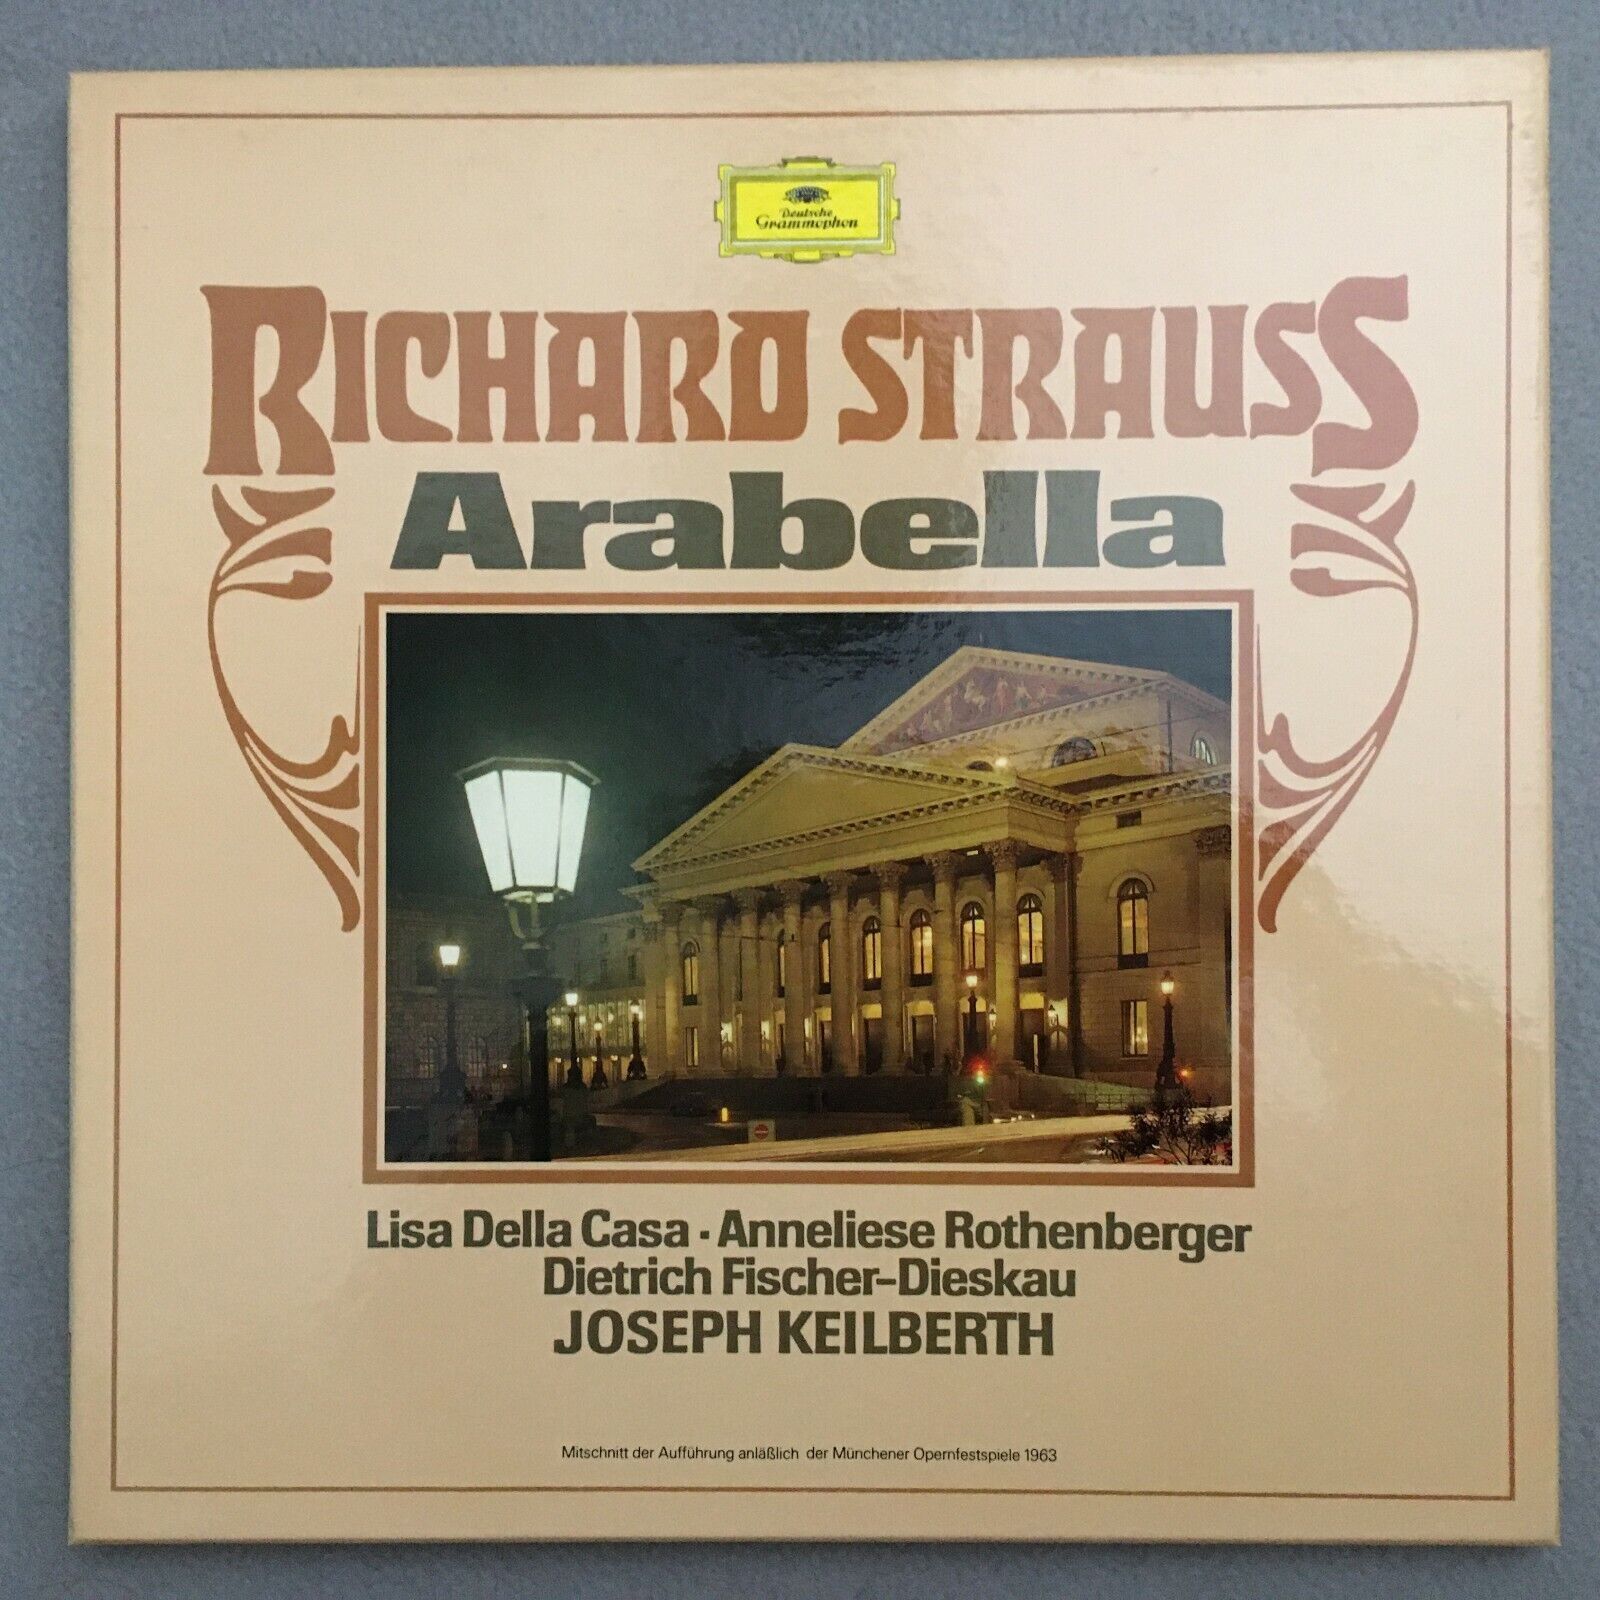 Deutsche
Grammophon
RICHARD STRAUSS
Arabella
Lisa Della Casa · Anneliese Rothenberger
Dietrich Fischer-Dieskau
JOSEPH KEILBERTH
Mitschnitt der Aufführung anläßlich der Münchener Opernfestspiele 1963